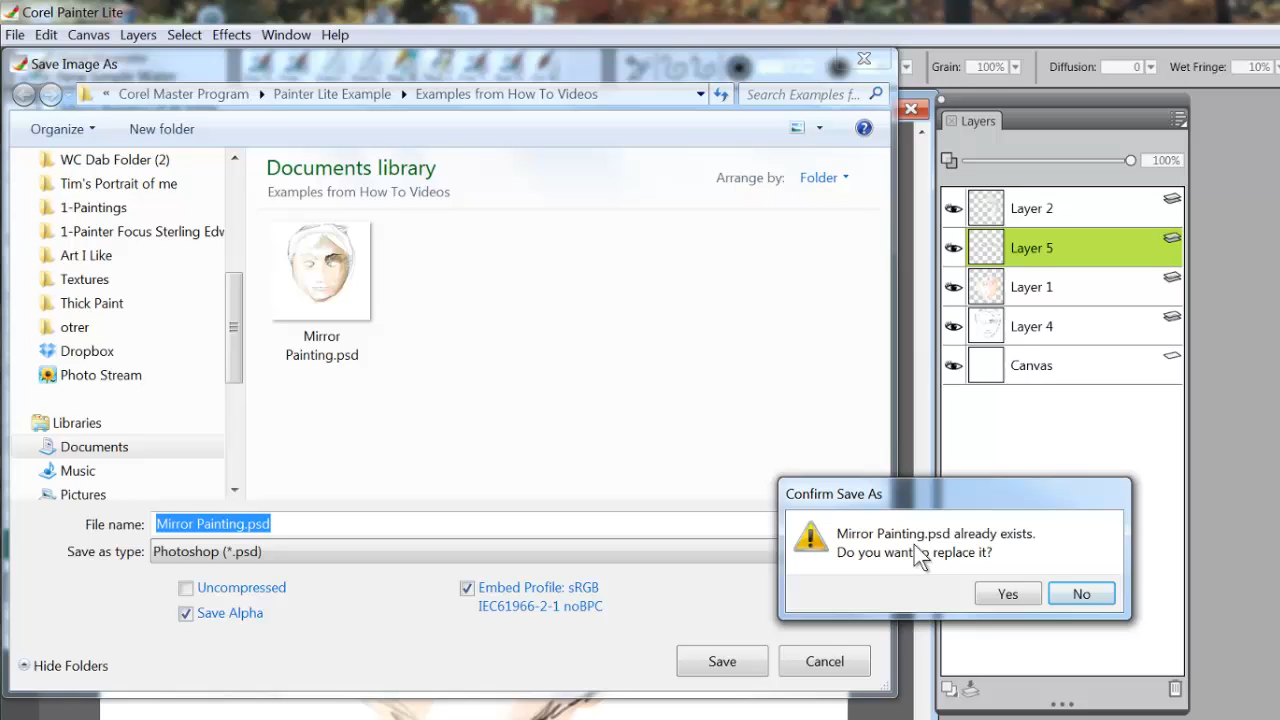 Corel Painter Lite
File Edit Canvas Layers Select Effects Window Help
Save Image As
Grain: 100% Diffusion: 0 Wet Fringe: 10%
« Corel Master Program Painter Lite Example Examples from How To Videos Search Examples f...
Organize New folder
WC Dab Folder (2)
Tim's Portrait of me
1-Paintings
1-Painter Focus Sterling Edw
Art I Like
Textures
Thick Paint
otrer
Dropbox
Photo Stream
Libraries
Documents
Music
Pictures
Documents library
Examples from How To Videos
Arrange by: Folder
Mirror
Painting.psd
File name: Mirror Painting.psd
Save as type: Photoshop (*.psd)
Uncompressed
Save Alpha
Embed Profile: sRGB
IEC61966-2-1 noBPC
Hide Folders
Save Cancel
Layers
100%
Layer 2
Layer 5
Layer 1
Layer 4
Canvas
Confirm Save As
Mirror Painting.psd already exists.
Do you want replace it?
Yes No